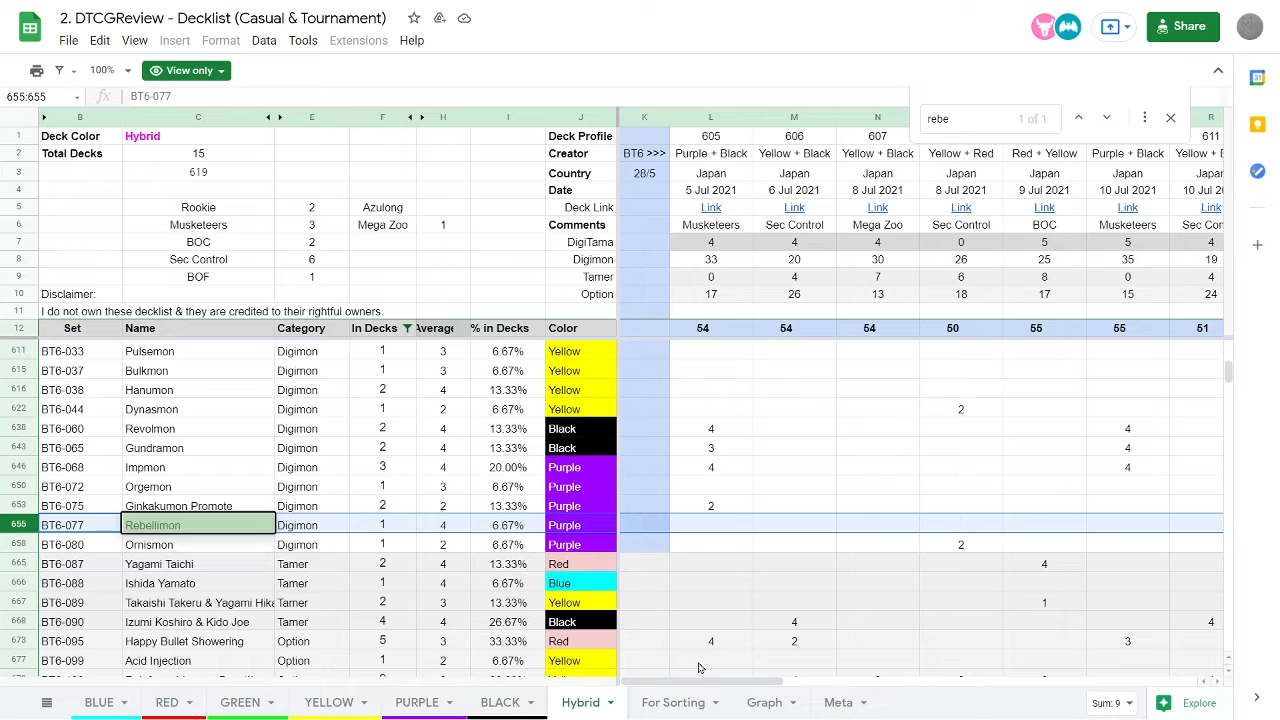 2. DTCGReview - Decklist (Casual & Tournament)
File Edit View Insert Format Data Tools Extensions Help
Share
100% View only
655:655 fx BT6-077
rebe 1 of 1
B C E F H I J K L M N R
1 Deck Color Hybrid Deck Profile 605 606 607 611
2 Total Decks 15 Creator BT6 >>> Purple + Black Yellow + Black Yellow + Black Yellow + Red Red + Yellow Purple + Black Yellow + B
3 619 Country 28/5 Japan Japan Japan Japan Japan Japan Japan
4 Date 5 Jul 2021 6 Jul 2021 8 Jul 2021 8 Jul 2021 9 Jul 2021 10 Jul 2021 10 Jul 20
5 Rookie 2 Azulong Deck Link Link Link Link Link Link Link Link
6 Musketeers 3 Mega Zoo 1 Comments Musketeers Sec Control Mega Zoo Sec Control BOC Musketeers Sec Contr
7 BOC 2 DigiTama 4 4 4 0 5 5 4
8 Sec Control 6 Digimon 33 20 30 26 25 35 19
9 BOF 1 Tamer 0 4 7 6 8 0 4
10 Disclaimer: Option 17 26 13 18 17 15 24
11 I do not own these decklist & they are credited to their rightful owners.
12 Set Name Category In Decks Average % in Decks Color 54 54 54 50 55 55 51
611 BT6-033 Pulsemon Digimon 1 3 6.67% Yellow
615 BT6-037 Bulkmon Digimon 1 3 6.67% Yellow
616 BT6-038 Hanumon Digimon 2 4 13.33% Yellow
622 BT6-044 Dynasmon Digimon 1 2 6.67% Yellow 2
638 BT6-060 Revolmon Digimon 2 4 13.33% Black 4 4
643 BT6-065 Gundramon Digimon 2 4 13.33% Black 3 4
646 BT6-068 Impmon Digimon 3 4 20.00% Purple 4 4
650 BT6-072 Orgemon Digimon 1 3 6.67% Purple
653 BT6-075 Ginkakumon Promote Digimon 2 2 13.33% Purple 2
655 BT6-077 Rebellimon Digimon 1 4 6.67% Purple
658 BT6-080 Ornismon Digimon 1 2 6.67% Purple 2
665 BT6-087 Yagami Taichi Tamer 2 4 13.33% Red 4
666 BT6-088 Ishida Yamato Tamer 1 4 6.67% Blue
667 BT6-089 Takaishi Takeru & Yagami Hika Tamer 2 3 13.33% Yellow 1
668 BT6-090 Izumi Koshiro & Kido Joe Tamer 4 4 26.67% Black 4 4
673 BT6-095 Happy Bullet Showering Option 5 3 33.33% Red 4 2 3
677 BT6-099 Acid Injection Option 1 2 6.67% Yellow
BLUE RED GREEN YELLOW PURPLE BLACK Hybrid For Sorting Graph Meta Sum: 9 Explore